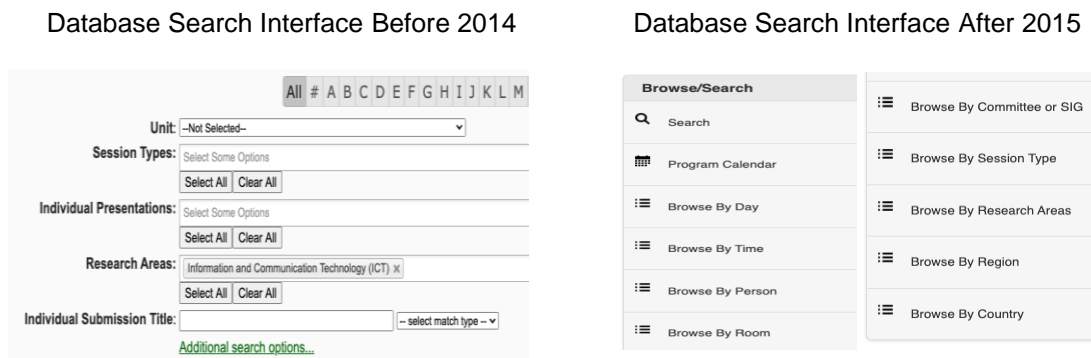 Database Search Interface Before 2014
All # A B C D E F G H I J K L M
Unit: --Not Selected--
Session Types: Select Some Options
Select All Clear All
Individual Presentations: Select Some Options
Select All Clear All
Research Areas: Information and Communication Technology (ICT) ×
Select All Clear All
Individual Submission Title: -- select match type --
Additional search options...
Database Search Interface After 2015
Browse/Search
Search
Program Calendar
Browse By Day
Browse By Time
Browse By Person
Browse By Room
Browse By Committee or SIG
Browse By Session Type
Browse By Research Areas
Browse By Region
Browse By Country